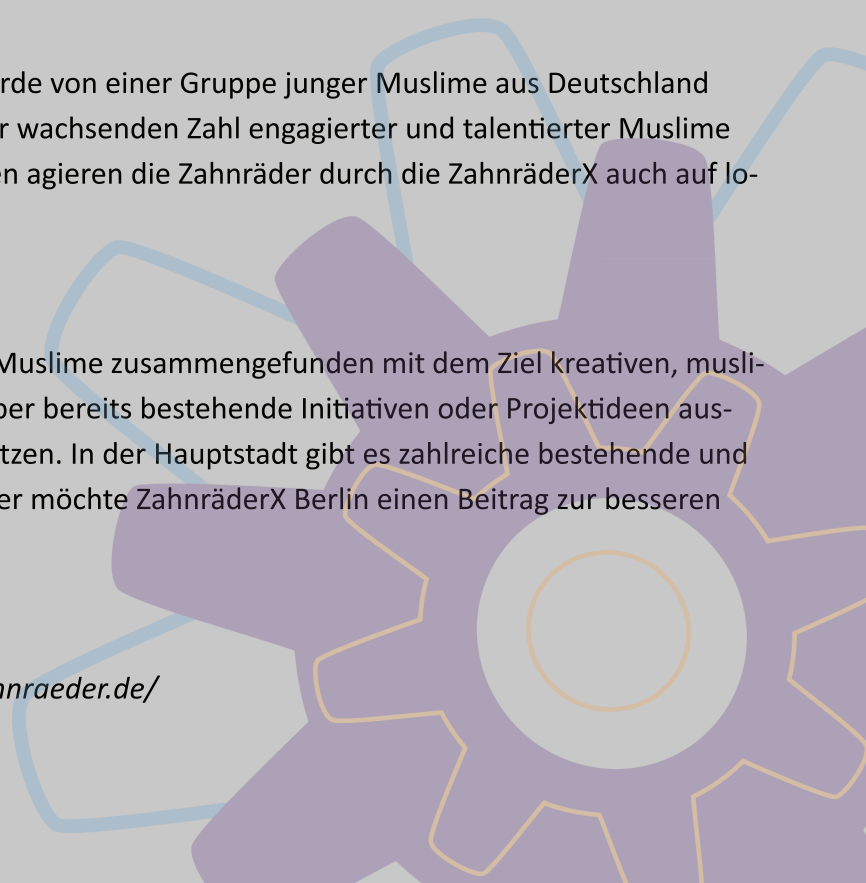 rde von einer Gruppe junger Muslime aus Deutschland
r wachsenden Zahl engagierter und talentierter Muslime
en agieren die Zahnräder durch die ZahnräderX auch auf lo-
Muslime zusammengefunden mit dem Ziel kreativen, musli-
ber bereits bestehende Initiativen oder Projektideen aus-
tzen. In der Hauptstadt gibt es zahlreiche bestehende und
er möchte ZahnräderX Berlin einen Beitrag zur besseren
hnraeder.de/